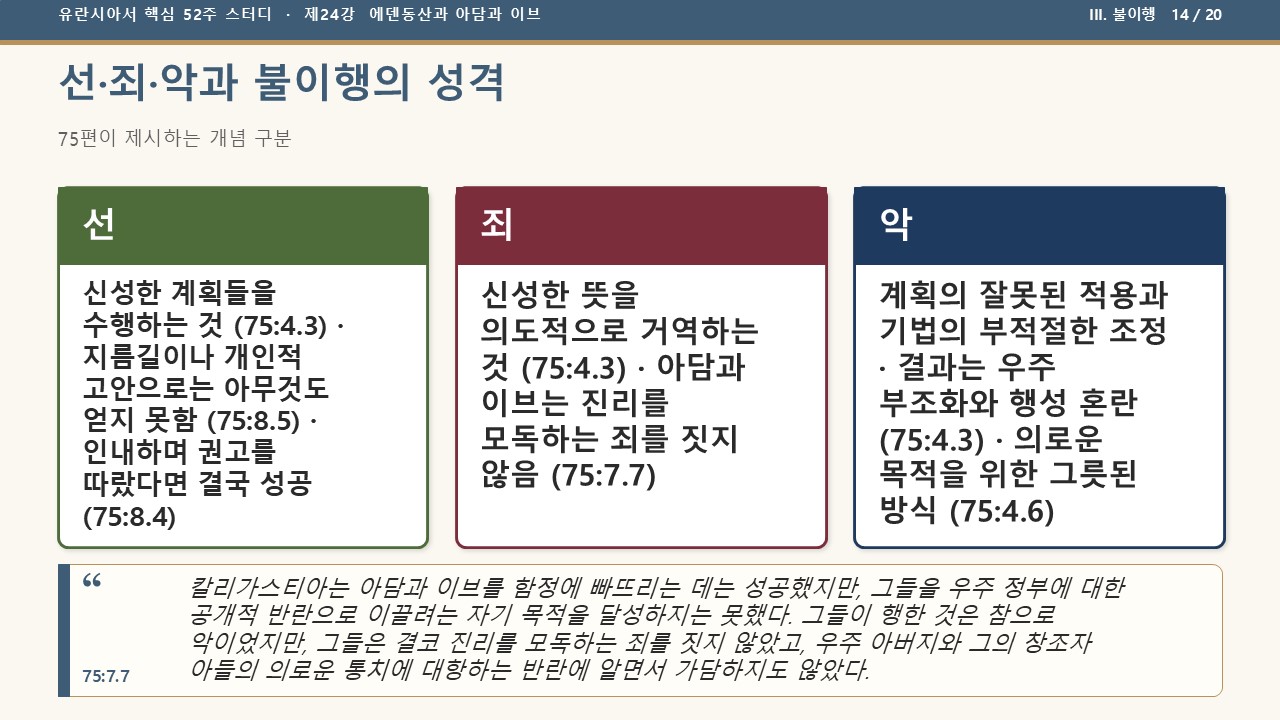 유란시아서 핵심 52주 스터디 · 제24강 에덴동산과 아담과 이브
III. 불이행 14 / 20
선·죄·악과 불이행의 성격
75편이 제시하는 개념 구분
선
신성한 계획들을
수행하는 것 (75:4.3) ·
지름길이나 개인적
고안으로는 아무것도
얻지 못함 (75:8.5) ·
인내하며 권고를
따랐다면 결국 성공
(75:8.4)
죄
신성한 뜻을
의도적으로 거역하는
것 (75:4.3) · 아담과
이브는 진리를
모독하는 죄를 짓지
않음 (75:7.7)
악
계획의 잘못된 적용과
기법의 부적절한 조정
· 결과는 우주
부조화와 행성 혼란
(75:4.3) · 의로운
목적을 위한 그릇된
방식 (75:4.6)
“
칼리가스티아는 아담과 이브를 함정에 빠뜨리는 데는 성공했지만, 그들을 우주 정부에 대한
공개적 반란으로 이끌려는 자기 목적을 달성하지는 못했다. 그들이 행한 것은 참으로
악이었지만, 그들은 결코 진리를 모독하는 죄를 짓지 않았고, 우주 아버지와 그의 창조자
아들의 의로운 통치에 대항하는 반란에 알면서 가담하지도 않았다.
75:7.7